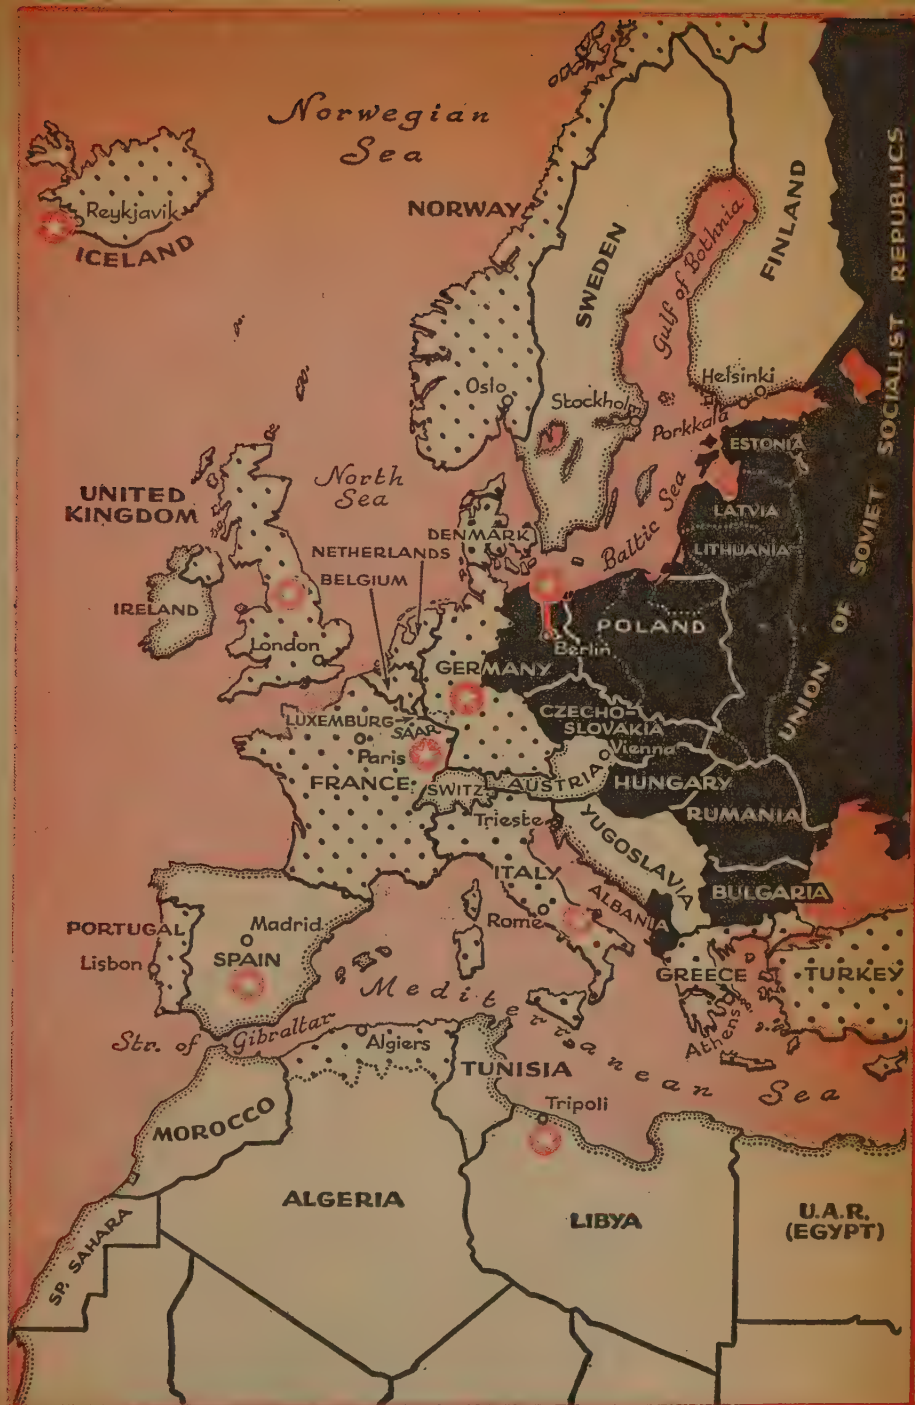 Norwegian
Sea
Reykjavik
ICELAND
NORWAY
SWEDEN
Gulf of Bothnia
FINLAND
UNION OF SOVIET SOCIALIST REPUBLICS
Oslo
Stockholm
Helsinki
Porkkala
ESTONIA
North
Sea
UNITED
KINGDOM
LATVIA
Baltic Sea
DENMARK
LITHUANIA
NETHERLANDS
BELGIUM
IRELAND
POLAND
London
Berlin
GERMANY
CZECHO-
SLOVAKIA
LUXEMBURG
SAAR
Paris
Vienna
FRANCE
SWITZ
AUSTRIA
HUNGARY
Trieste
YUGOSLAVIA
RUMANIA
ITALY
ALBANIA
BULGARIA
PORTUGAL
Madrid
Rome
Lisbon
SPAIN
GREECE
TURKEY
Mediterranean Sea
Athens
Str. of Gibraltar
Algiers
TUNISIA
Tripoli
MOROCCO
ALGERIA
LIBYA
U.A.R.
(EGYPT)
SP. SAHARA